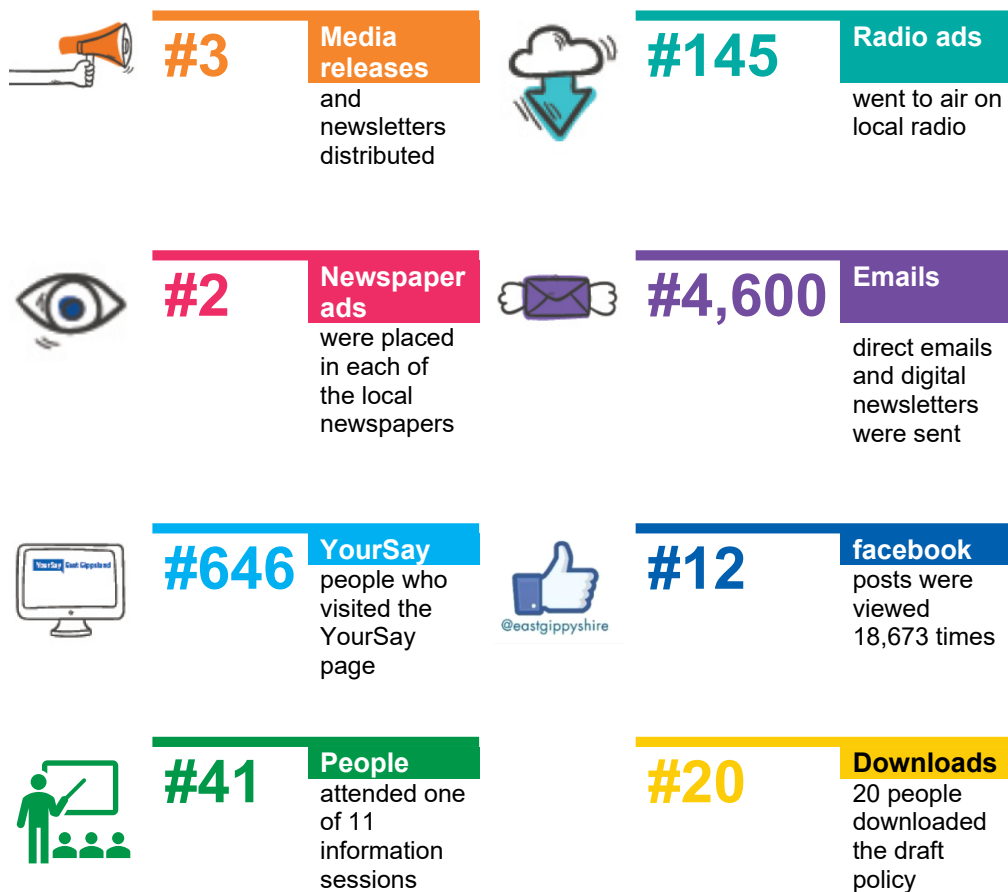 #3
Media
releases
and
newsletters
distributed
#145
Radio ads
went to air on
local radio
#2
Newspaper
ads
were placed
in each of
the local
newspapers
#4,600
Emails
direct emails
and digital
newsletters
were sent
YourSay East Gippsland
#646
YourSay
people who
visited the
YourSay
page
@eastgippyshire
#12
facebook
posts were
viewed
18,673 times
#41
People
attended one
of 11
information
sessions
#20
Downloads
20 people
downloaded
the draft
policy